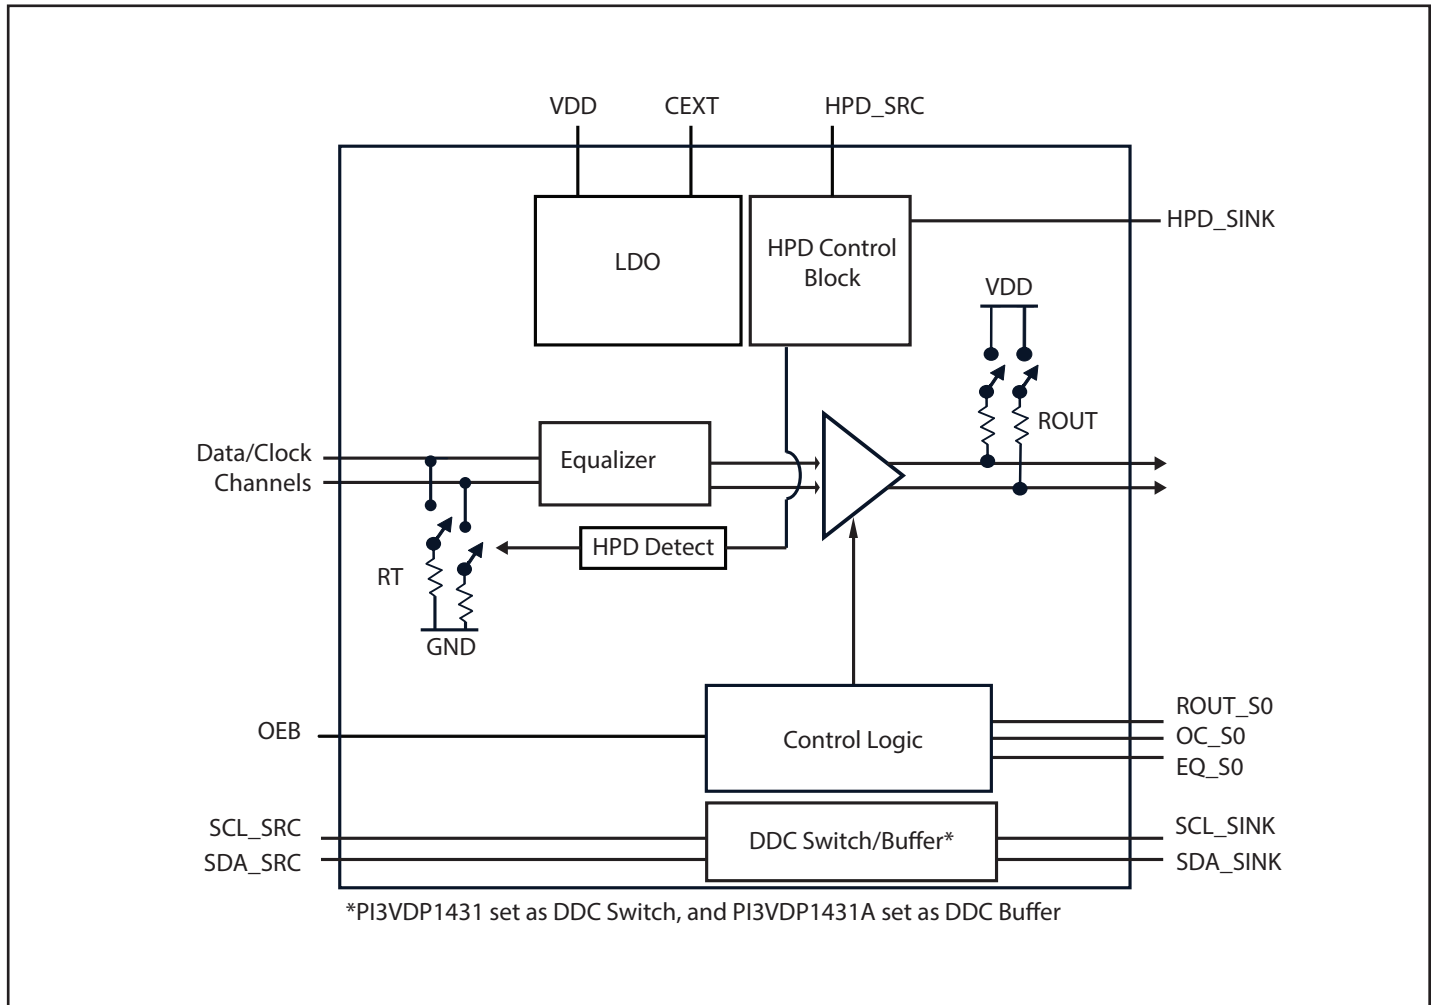 VDD
CEXT
HPD_SRC
HPD_SINK
LDO
HPD Control
Block
VDD
ROUT
Data/Clock
Channels
Equalizer
HPD Detect
RT
GND
OEB
Control Logic
ROUT_S0
OC_S0
EQ_S0
SCL_SRC
SDA_SRC
DDC Switch/Buffer*
SCL_SINK
SDA_SINK
*PI3VDP1431 set as DDC Switch, and PI3VDP1431A set as DDC Buffer